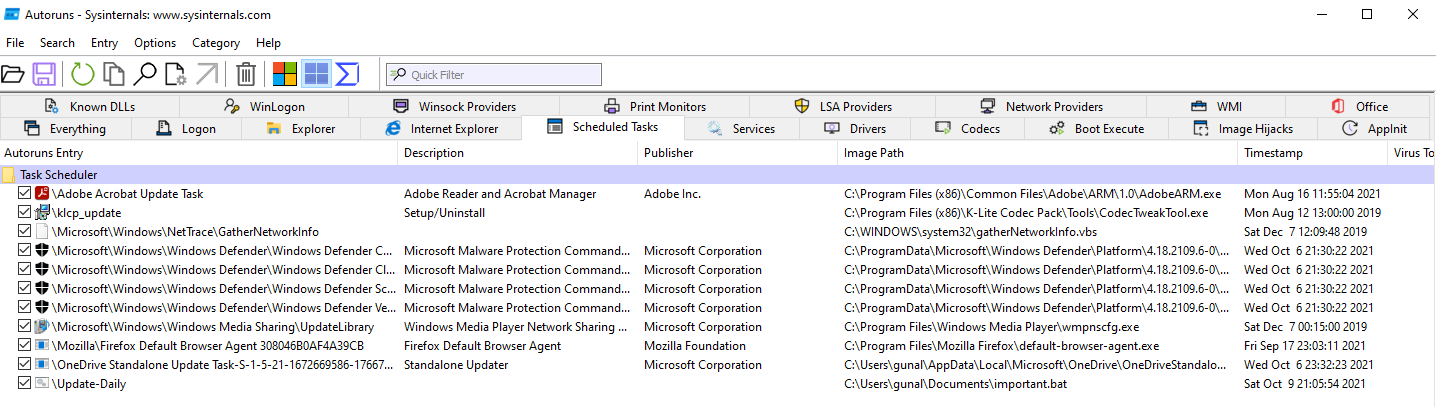 Autoruns - Sysinternals: www.sysinternals.com
File Search Entry Options Category Help
Quick Filter
Known DLLs WinLogon Winsock Providers Print Monitors LSA Providers Network Providers WMI Office
Everything Logon Explorer Internet Explorer Scheduled Tasks Services Drivers Codecs Boot Execute Image Hijacks AppInit
Autoruns Entry Description Publisher Image Path Timestamp Virus To
Task Scheduler
\Adobe Acrobat Update Task Adobe Reader and Acrobat Manager Adobe Inc. C:\Program Files (x86)\Common Files\Adobe\ARM\1.0\AdobeARM.exe Mon Aug 16 11:55:04 2021
\klcp_update Setup/Uninstall C:\Program Files (x86)\K-Lite Codec Pack\Tools\CodecTweakTool.exe Mon Aug 12 13:00:00 2019
\Microsoft\Windows\NetTrace\GatherNetworkInfo C:\WINDOWS\system32\gatherNetworkInfo.vbs Sat Dec 7 12:09:48 2019
\Microsoft\Windows\Windows Defender\Windows Defender C... Microsoft Malware Protection Command... Microsoft Corporation C:\ProgramData\Microsoft\Windows Defender\Platform\4.18.2109.6-0\... Wed Oct 6 21:30:22 2021
\Microsoft\Windows\Windows Defender\Windows Defender Cl... Microsoft Malware Protection Command... Microsoft Corporation C:\ProgramData\Microsoft\Windows Defender\Platform\4.18.2109.6-0\... Wed Oct 6 21:30:22 2021
\Microsoft\Windows\Windows Defender\Windows Defender Sc... Microsoft Malware Protection Command... Microsoft Corporation C:\ProgramData\Microsoft\Windows Defender\Platform\4.18.2109.6-0\... Wed Oct 6 21:30:22 2021
\Microsoft\Windows\Windows Defender\Windows Defender Ve... Microsoft Malware Protection Command... Microsoft Corporation C:\ProgramData\Microsoft\Windows Defender\Platform\4.18.2109.6-0\... Wed Oct 6 21:30:22 2021
\Microsoft\Windows\Windows Media Sharing\UpdateLibrary Windows Media Player Network Sharing ... Microsoft Corporation C:\Program Files\Windows Media Player\wmpnscfg.exe Sat Dec 7 00:15:00 2019
\Mozilla\Firefox Default Browser Agent 308046B0AF4A39CB Firefox Default Browser Agent Mozilla Foundation C:\Program Files\Mozilla Firefox\default-browser-agent.exe Fri Sep 17 23:03:11 2021
\OneDrive Standalone Update Task-S-1-5-21-1672669586-17667... Standalone Updater Microsoft Corporation C:\Users\gunal\AppData\Local\Microsoft\OneDrive\OneDriveStandalo... Wed Oct 6 23:32:23 2021
\Update-Daily C:\Users\gunal\Documents\important.bat Sat Oct 9 21:05:54 2021